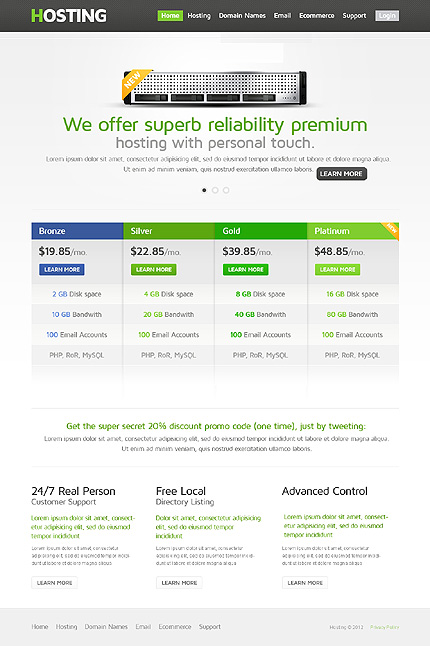 HOSTING
Home Hosting Domain Names Email Ecommerce Support Login
NEW
We offer superb reliability premium
hosting with personal touch.
Lorem ipsum dolor sit amet, consectetur adipisicing elit, sed do eiusmod tempor incididunt ut labore et dolore magna aliqua.
Ut enim ad minim veniam, quis nostrud exercitation ullamco laboris. LEARN MORE
Bronze Silver Gold Platinum NEW
$19.85/mo. $22.85/mo. $39.85/mo. $48.85/mo.
LEARN MORE LEARN MORE LEARN MORE LEARN MORE
2 GB Disk space 4 GB Disk space 8 GB Disk space 16 GB Disk space
10 GB Bandwith 20 GB Bandwith 40 GB Bandwith 80 GB Bandwith
100 Email Accounts 100 Email Accounts 100 Email Accounts 100 Email Accounts
PHP, RoR, MySQL PHP, RoR, MySQL PHP, RoR, MySQL PHP, RoR, MySQL
Get the super secret 20% discount promo code (one time), just by tweeting:
Lorem ipsum dolor sit amet, consectetur adipisicing elit, sed do eiusmod tempor incididunt ut labore et dolore magna aliqua.
Ut enim ad minim veniam, quis nostrud exercitation ullamco laboris.
24/7 Real Person
Customer Support
Lorem ipsum dolor sit amet, consect-
etur adipisicing elit, sed do eiusmod
tempor incididunt
Lorem ipsum dolor sit amet, consectetur
adipisicing elit, sed do eiusmod tempor incidi-
dunt ut labore et dolore magna aliqua
LEARN MORE
Free Local
Directory Listing
Dolor sit amet, consectetur adipisicing
elit, sed do eiusmod tempor
incididunt
Lorem ipsum dolor sit amet, consectetur
adipisicing elit, sed do eiusmod tempor incidi-
dunt ut labore et dolore magna aliqua
LEARN MORE
Advanced Control
Lorem ipsum dolor sit amet, consect-
etur adipisicing elit, sed do eiusmod
tempor incididunt
Lorem ipsum dolor sit amet, consectetur
adipisicing elit, sed do eiusmod tempor incidi-
dunt ut labore et dolore magna aliqua
LEARN MORE
Home Hosting Domain Names Email Ecommerce Support
Hosting © 2012 Privacy Policy